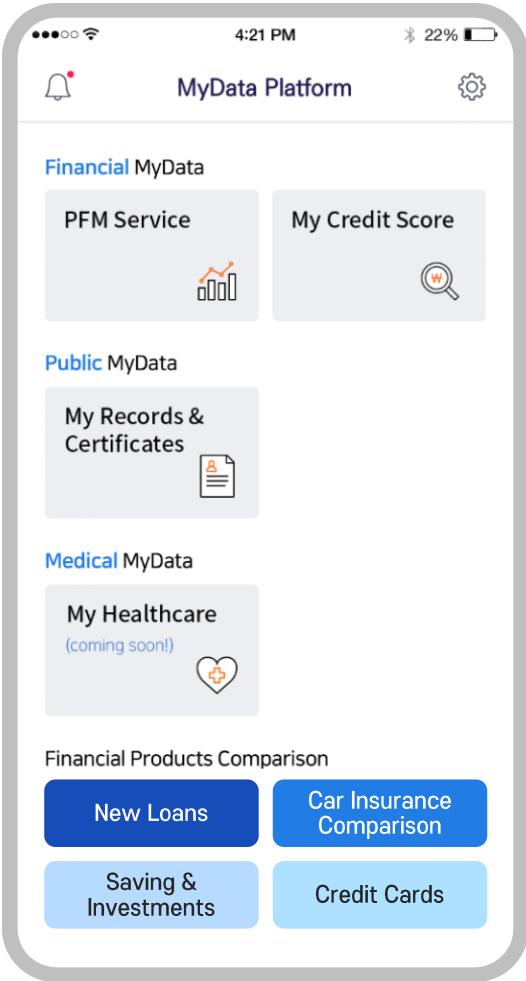 4:21 PM
22%
MyData Platform
Financial MyData
PFM Service
My Credit Score
₩
Public MyData
My Records &
Certificates
Medical MyData
My Healthcare
(coming soon!)
Financial Products Comparison
New Loans
Car Insurance
Comparison
Saving &
Investments
Credit Cards